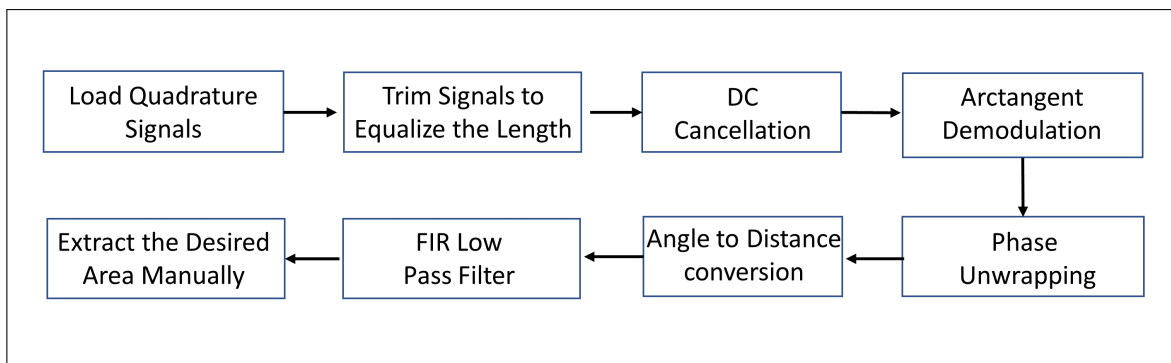 Load Quadrature
Signals
Trim Signals to
Equalize the Length
DC
Cancellation
Arctangent
Demodulation
Phase
Unwrapping
Angle to Distance
conversion
FIR Low
Pass Filter
Extract the Desired
Area Manually